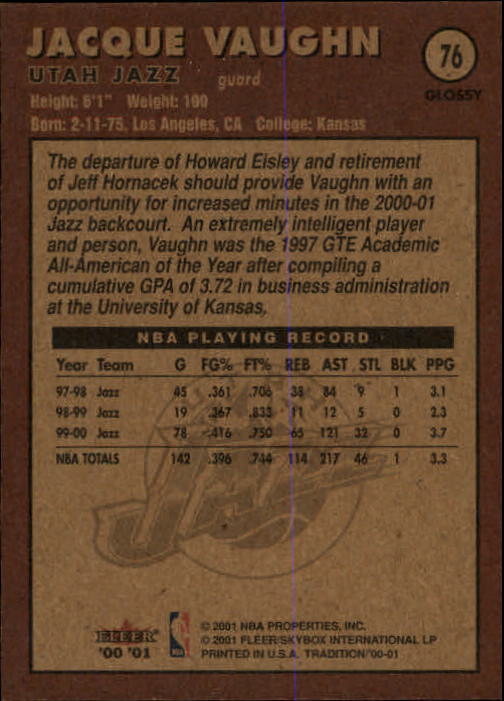 JACQUE VAUGHN
76
UTAH JAZZ guard
GLOSSY
Height: 6'1" Weight: 190
Born: 2-11-75, Los Angeles, CA College: Kansas
The departure of Howard Eisley and retirement
of Jeff Hornacek should provide Vaughn with an
opportunity for increased minutes in the 2000-01
Jazz backcourt. An extremely intelligent player
and person, Vaughn was the 1997 GTE Academic
All-American of the Year after compiling a
cumulative GPA of 3.72 in business administration
at the University of Kansas.
NBA PLAYING RECORD
Year Team G FG% FT% REB AST STL BLK PPG
97-98 Jazz 45 .361 .706 38 84 9 1 3.1
98-99 Jazz 19 .367 .833 11 12 5 0 2.3
99-00 Jazz 78 .416 .750 65 121 32 0 3.7
NBA TOTALS 142 .396 .744 114 217 46 1 3.3
JAZZ
FLEER
'00 '01
NBA
© 2001 NBA PROPERTIES, INC.
© 2001 FLEER/SKYBOX INTERNATIONAL LP
PRINTED IN U.S.A. TRADITION'00-01